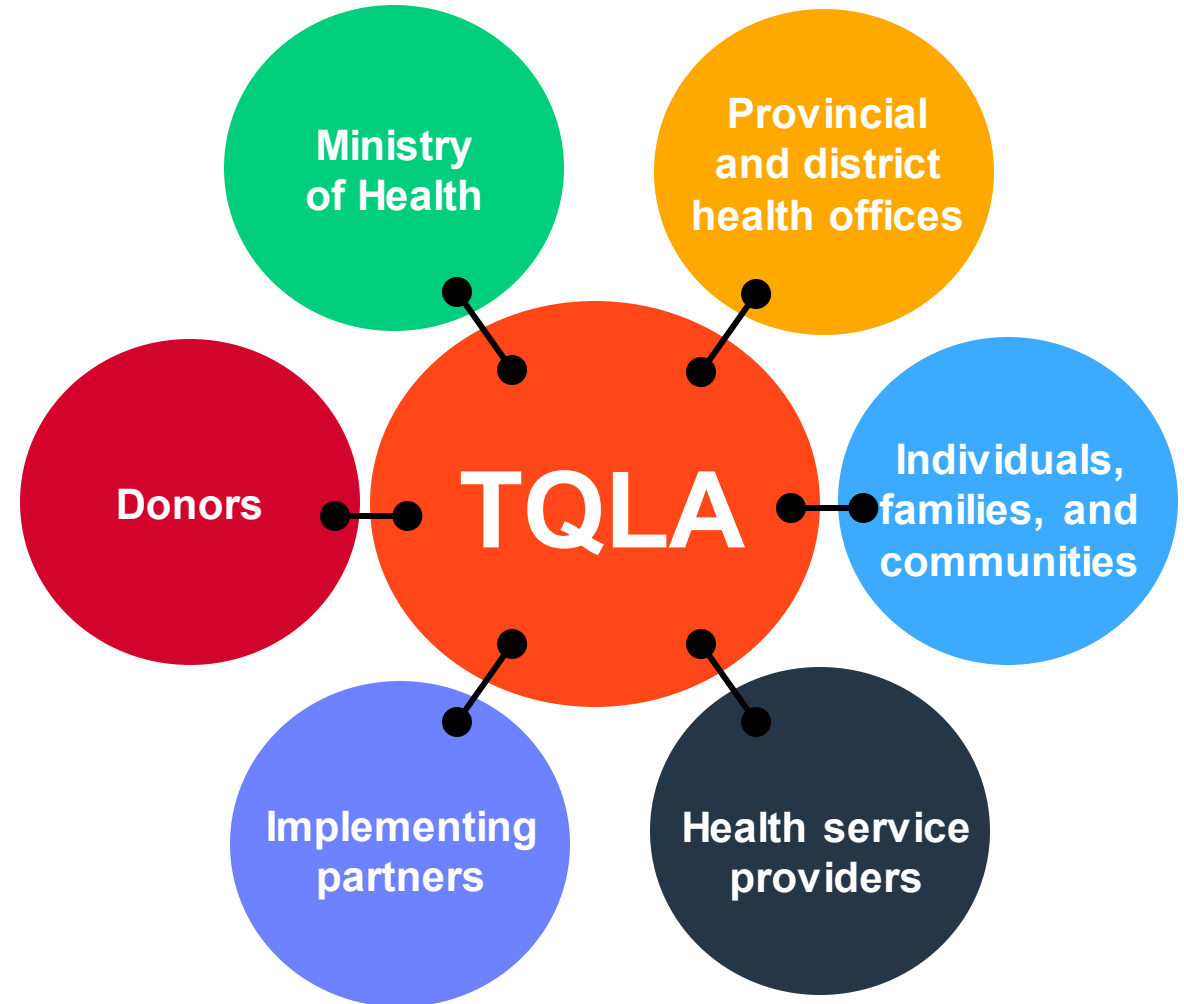 Ministry
of Health
Provincial
and district
health offices
Donors
TQLA
Individuals,
families, and
communities
Implementing
partners
Health service
providers